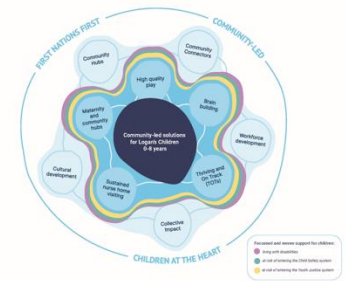 FIRST NATIONS FIRST
COMMUNITY-LED
Community
Hubs
Community
Connectors
High quality
play
Maternity
and
community
hubs
Brain
building
Community-led solutions
for Logan's Children
0-8 years
Workforce
development
Cultural
development
Sustained
nurse home
visiting
Thriving and
On Track
(TOTs)
Collective
Impact
CHILDREN AT THE HEART
Focussed and woven support for children:
living with disabilities
at risk of entering the Child Safety system
at risk of entering the Youth Justice system